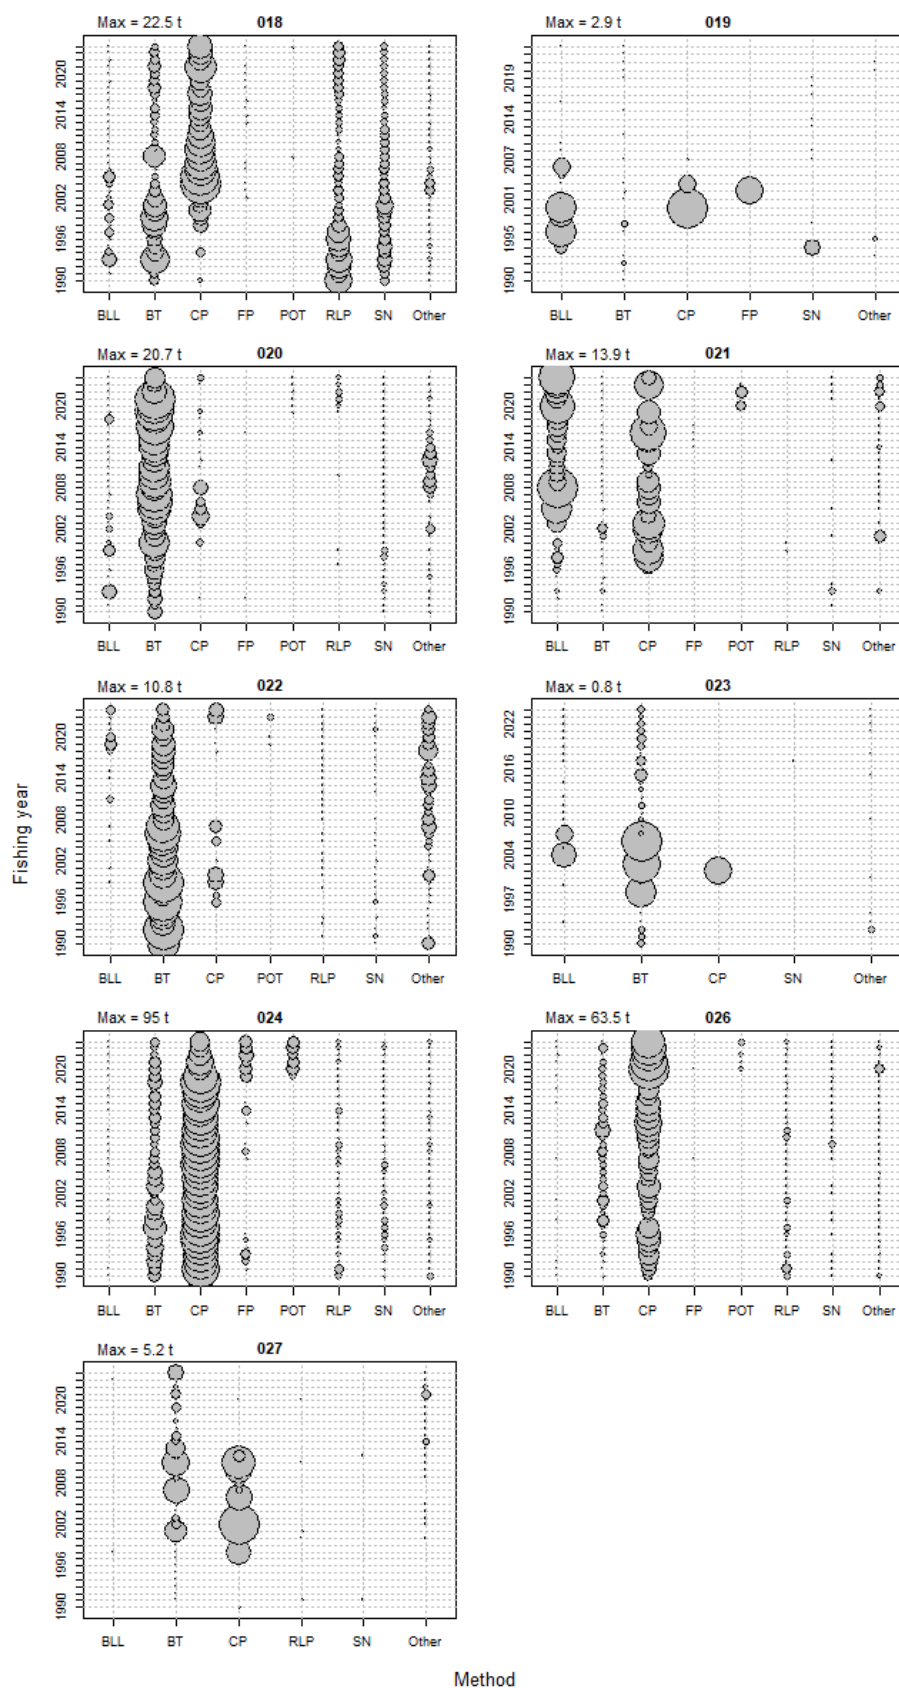 Max = 22.5 t 018
2020
2014
2008
2002
1996
1990
BLL BT CP FP POT RLP SN Other
Max = 2.9 t 019
2019
2014
2007
2001
1995
1990
BLL BT CP FP SN Other
Max = 20.7 t 020
2020
2014
2008
2002
1996
1990
BLL BT CP FP POT RLP SN Other
Max = 13.9 t 021
2020
2014
2008
2002
1996
1990
BLL BT CP FP POT RLP SN Other
Max = 10.8 t 022
2020
2014
2008
2002
1996
1990
BLL BT CP POT RLP SN Other
Max = 0.8 t 023
2022
2016
2010
2004
1997
1990
BLL BT CP SN Other
Max = 95 t 024
2020
2014
2008
2002
1996
1990
BLL BT CP FP POT RLP SN Other
Max = 63.5 t 026
2020
2014
2008
2002
1996
1990
BLL BT CP FP POT RLP SN Other
Max = 5.2 t 027
2020
2014
2008
2002
1996
1990
BLL BT CP RLP SN Other
Fishing year
Method